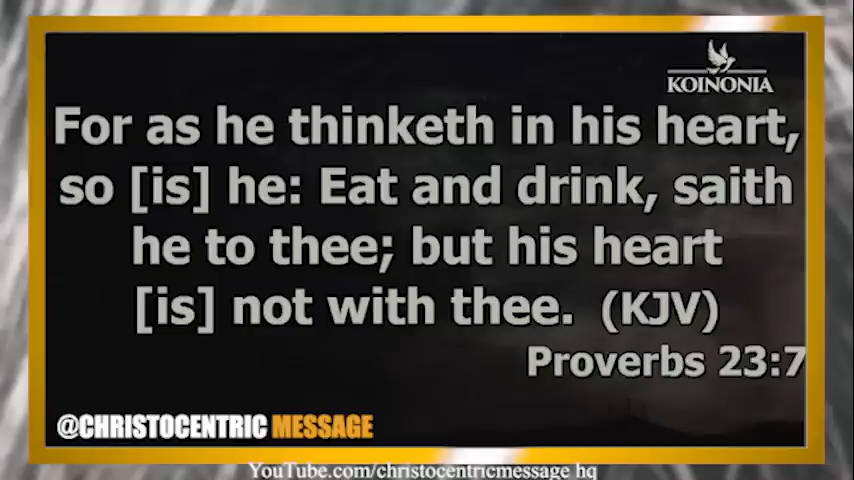 KOINONIA
For as he thinketh in his heart,
so [is] he: Eat and drink, saith
he to thee; but his heart
[is] not with thee. (KJV)
Proverbs 23:7
@CHRISTOCENTRIC MESSAGE
YouTube.com/christocentricmessage hq